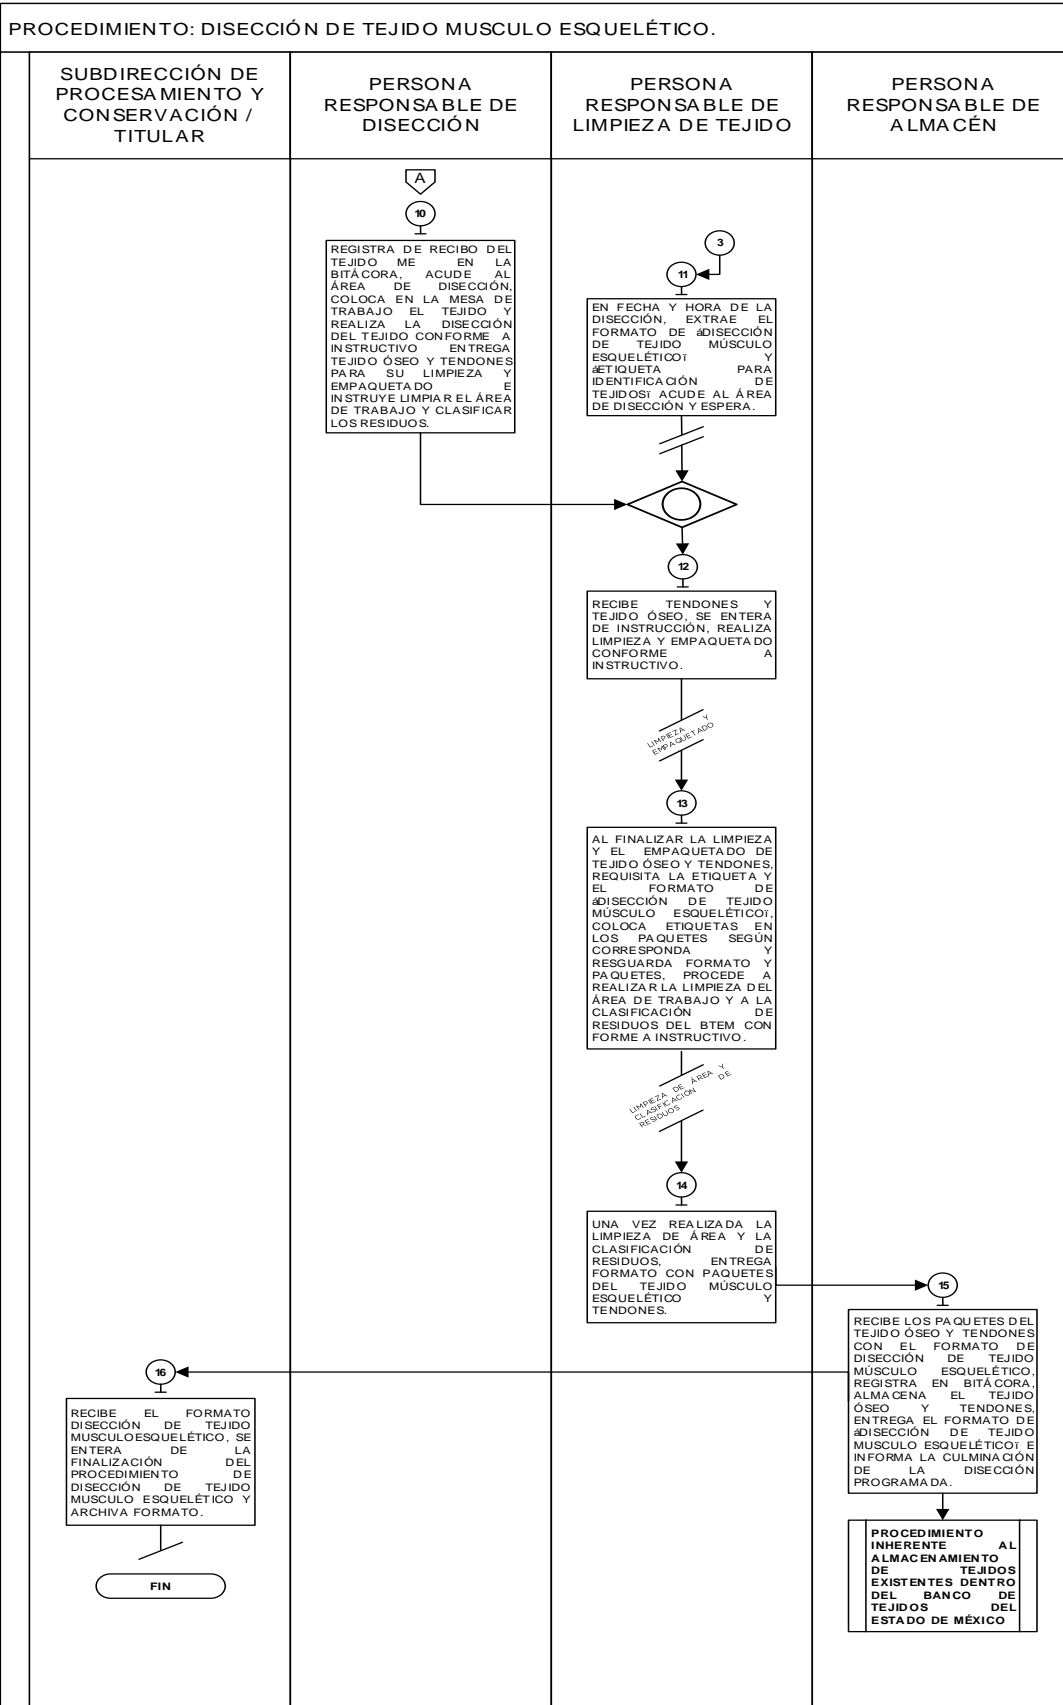 PROCEDIMIENTO: DISECCIÓN DE TEJIDO MUSCULO ESQUELÉTICO.
SUBDIRECCIÓN DE
PROCESAMIENTO Y
CONSERVACIÓN /
TITULAR
PERSONA
RESPONSABLE DE
DISECCIÓN
PERSONA
RESPONSABLE DE
LIMPIEZA DE TEJIDO
PERSONA
RESPONSABLE DE
ALMACÉN
A
10
REGISTRA DE RECIBO DEL
TEJIDO ME EN LA
BITÁCORA, ACUDE AL
ÁREA DE DISECCIÓN,
COLOCA EN LA MESA DE
TRABAJO EL TEJIDO Y
REALIZA LA DISECCIÓN
DEL TEJIDO CONFORME A
INSTRUCTIVO ENTREGA
TEJIDO ÓSEO Y TENDONES
PARA SU LIMPIEZA Y
EMPAQUETADO E
INSTRUYE LIMPIAR EL ÁREA
DE TRABAJO Y CLASIFICAR
LOS RESIDUOS.
3
11
EN FECHA Y HORA DE LA
DISECCIÓN, EXTRAE EL
FORMATO DE áDISECCIÓN
DE TEJIDO MÚSCULO
ESQUELÉTICOï Y
áETIQUETA PARA
IDENTIFICACIÓN DE
TEJIDOSï ACUDE AL ÁREA
DE DISECCIÓN Y ESPERA.
12
RECIBE TENDONES Y
TEJIDO ÓSEO, SE ENTERA
DE INSTRUCCIÓN, REALIZA
LIMPIEZA Y EMPAQUETADO
CONFORME A
INSTRUCTIVO.
LIMPIEZA Y
EMPAQUETADO
13
AL FINALIZAR LA LIMPIEZA
Y EL EMPAQUETADO DE
TEJIDO ÓSEO Y TENDONES,
REQUISITA LA ETIQUETA Y
EL FORMATO DE
áDISECCIÓN DE TEJIDO
MÚSCULO ESQUELÉTICOï,
COLOCA ETIQUETAS EN
LOS PAQUETES SEGÚN
CORRESPONDA Y
RESGUARDA FORMATO Y
PAQUETES, PROCEDE A
REALIZAR LA LIMPIEZA DEL
ÁREA DE TRABAJO Y A LA
CLASIFICACIÓN DE
RESIDUOS DEL BTEM CON
FORME A INSTRUCTIVO.
LIMPIEZA DE ÁREA Y
CLASIFICACIÓN DE
RESIDUOS
14
UNA VEZ REALIZADA LA
LIMPIEZA DE ÁREA Y LA
CLASIFICACIÓN DE
RESIDUOS, ENTREGA
FORMATO CON PAQUETES
DEL TEJIDO MÚSCULO
ESQUELÉTICO Y
TENDONES.
15
RECIBE LOS PAQUETES DEL
TEJIDO ÓSEO Y TENDONES
CON EL FORMATO DE
DISECCIÓN DE TEJIDO
MÚSCULO ESQUELÉTICO,
REGISTRA EN BITÁCORA,
ALMACENA EL TEJIDO
ÓSEO Y TENDONES,
ENTREGA EL FORMATO DE
áDISECCIÓN DE TEJIDO
MUSCULO ESQUELÉTICOï E
INFORMA LA CULMINACIÓN
DE LA DISECCIÓN
PROGRAMADA.
16
RECIBE EL FORMATO
DISECCIÓN DE TEJIDO
MUSCULOESQUELÉTICO, SE
ENTERA DE LA
FINALIZACIÓN DEL
PROCEDIMIENTO DE
DISECCIÓN DE TEJIDO
MUSCULO ESQUELÉTICO Y
ARCHIVA FORMATO.
FIN
PROCEDIMIENTO
INHERENTE AL
ALMACENAMIENTO
DE TEJIDOS
EXISTENTES DENTRO
DEL BANCO DE
TEJIDOS DEL
ESTADO DE MÉXICO